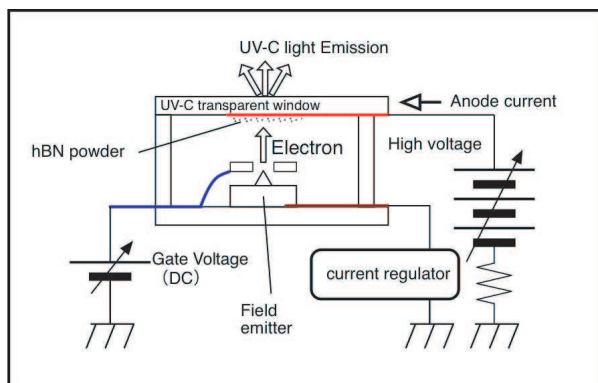 UV-C light Emission
UV-C transparent window
Anode current
hBN powder
Electron
High voltage
Gate Voltage
(DC)
current regulator
Field
emitter